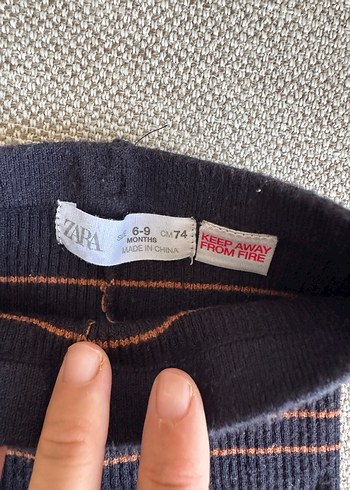 ZARA
6-9
MONTHS
CM 74
MADE IN CHINA
KEEP AWAY
FROM FIRE